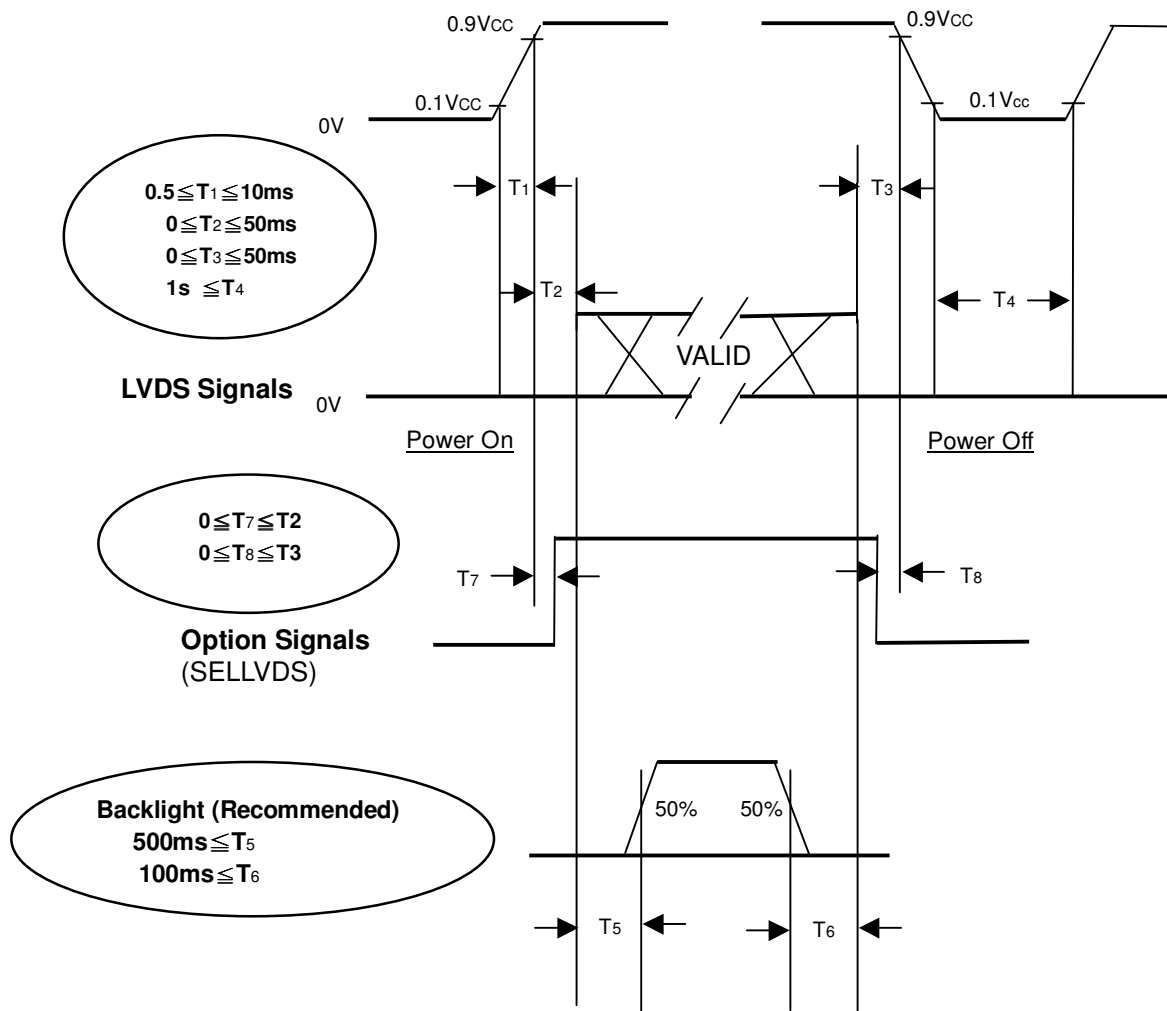 0.9VCC
0.9VCC
0.1VCC
0.1Vcc
0V
0.5≦T1≦10ms
0≦T2≦50ms
0≦T3≦50ms
1s ≦T4
T1
T3
T2
T4
VALID
LVDS Signals
0V
Power On
Power Off
0≦T7≦T2
0≦T8≦T3
T7
T8
Option Signals
(SELLVDS)
Backlight (Recommended)
500ms≦T5
100ms≦T6
50%
50%
T5
T6